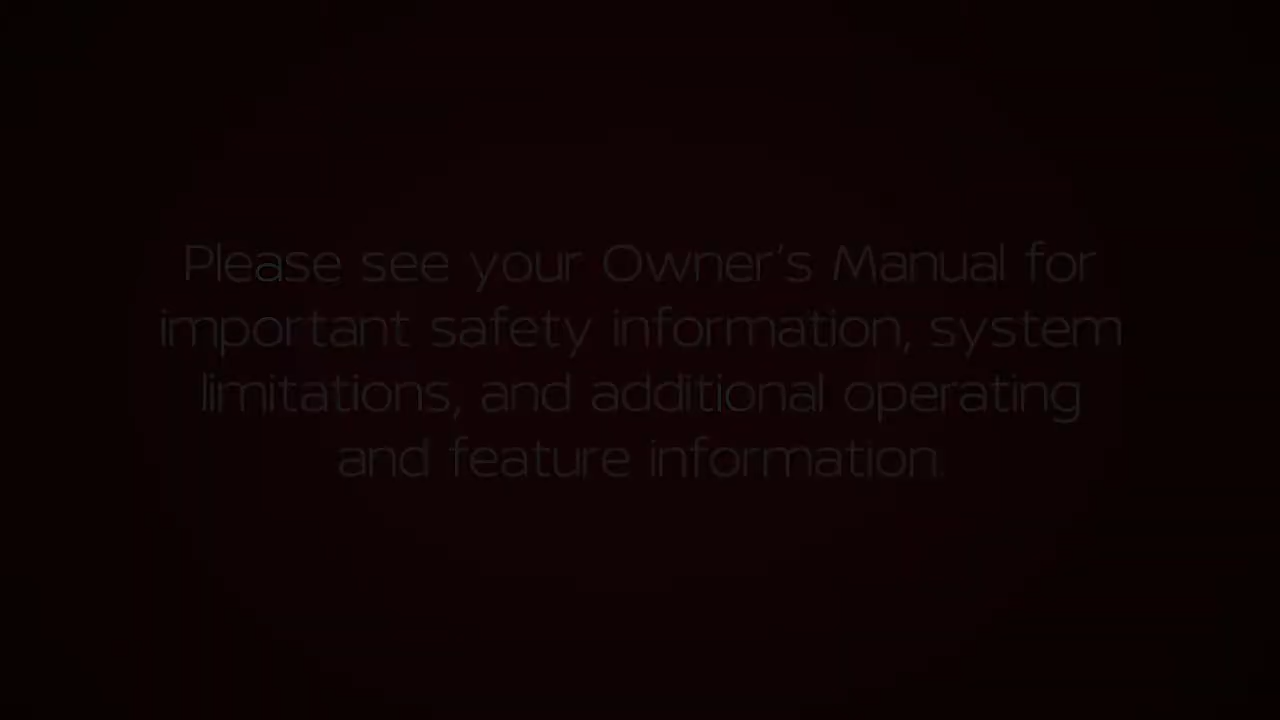 Please see your Owner's Manual for
important safety information, system
limitations, and additional operating
and feature information.